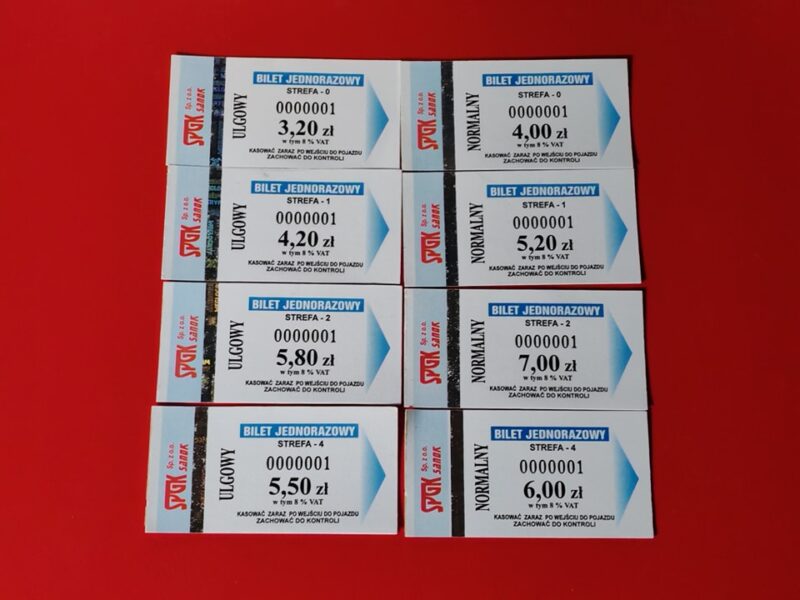 SPGK Sp. z o.o.
Sanok
ULGOWY
BILET JEDNORAZOWY
STREFA - 0
0000001
3,20 zł
w tym 8 % VAT
KASOWAĆ ZARAZ PO WEJŚCIU DO POJAZDU
ZACHOWAĆ DO KONTROLI
SPGK Sp. z o.o.
Sanok
NORMALNY
BILET JEDNORAZOWY
STREFA - 0
0000001
4,00 zł
w tym 8 % VAT
KASOWAĆ ZARAZ PO WEJŚCIU DO POJAZDU
ZACHOWAĆ DO KONTROLI
SPGK Sp. z o.o.
Sanok
ULGOWY
BILET JEDNORAZOWY
STREFA - 1
0000001
4,20 zł
w tym 8 % VAT
KASOWAĆ ZARAZ PO WEJŚCIU DO POJAZDU
ZACHOWAĆ DO KONTROLI
SPGK Sp. z o.o.
Sanok
NORMALNY
BILET JEDNORAZOWY
STREFA - 1
0000001
5,20 zł
w tym 8 % VAT
KASOWAĆ ZARAZ PO WEJŚCIU DO POJAZDU
ZACHOWAĆ DO KONTROLI
SPGK Sp. z o.o.
Sanok
ULGOWY
BILET JEDNORAZOWY
STREFA - 2
0000001
5,80 zł
w tym 8 % VAT
KASOWAĆ ZARAZ PO WEJŚCIU DO POJAZDU
ZACHOWAĆ DO KONTROLI
SPGK Sp. z o.o.
Sanok
NORMALNY
BILET JEDNORAZOWY
STREFA - 2
0000001
7,00 zł
w tym 8 % VAT
KASOWAĆ ZARAZ PO WEJŚCIU DO POJAZDU
ZACHOWAĆ DO KONTROLI
SPGK Sp. z o.o.
Sanok
ULGOWY
BILET JEDNORAZOWY
STREFA - 4
0000001
5,50 zł
w tym 8 % VAT
KASOWAĆ ZARAZ PO WEJŚCIU DO POJAZDU
ZACHOWAĆ DO KONTROLI
SPGK Sp. z o.o.
Sanok
NORMALNY
BILET JEDNORAZOWY
STREFA - 4
0000001
6,00 zł
w tym 8 % VAT
KASOWAĆ ZARAZ PO WEJŚCIU DO POJAZDU
ZACHOWAĆ DO KONTROLI